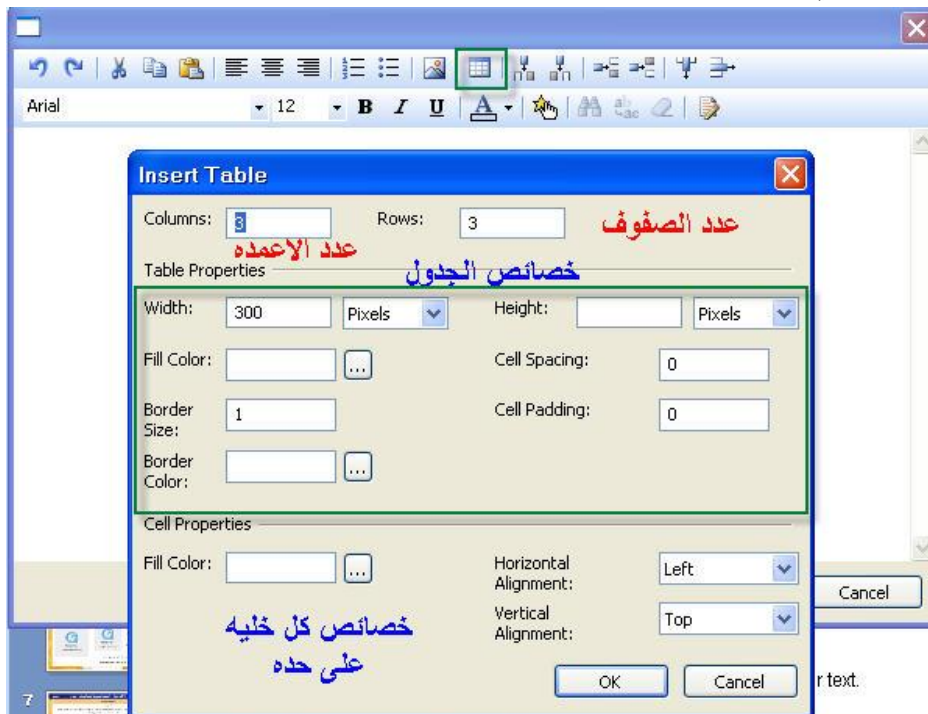 Arial 12 B I U A
Insert Table
Columns: 3 Rows: 3 عدد الصفوف
عدد الاعمده
Table Properties خصائص الجدول
Width: 300 Pixels Height: Pixels
Fill Color: ... Cell Spacing: 0
Border Size: 1 Cell Padding: 0
Border Color: ...
Cell Properties
Fill Color: ... Horizontal Alignment: Left
Cancel
Vertical Alignment: Top
خصائص كل خليه
على حده
OK Cancel
r text.
7